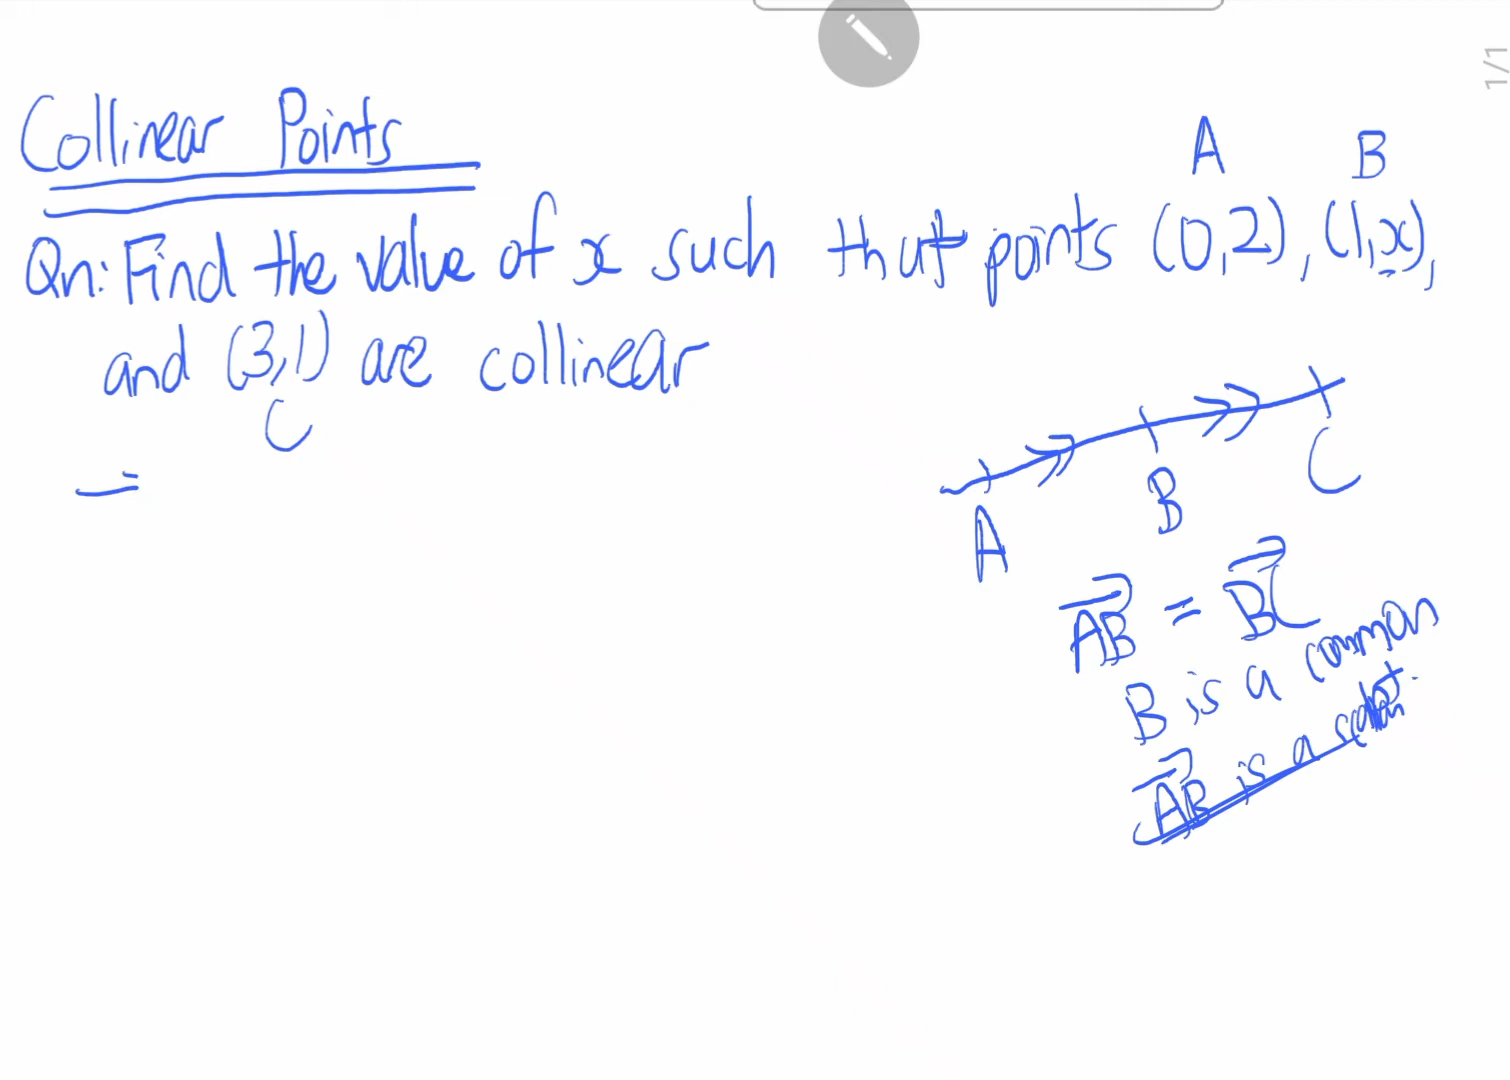 1/1
Collinear Points
A B
Qn: Find the value of x such that points (0,2), (1,x),
and (3,1) are collinear
C
=
A B C
AB = BC
B is a common
AB is a